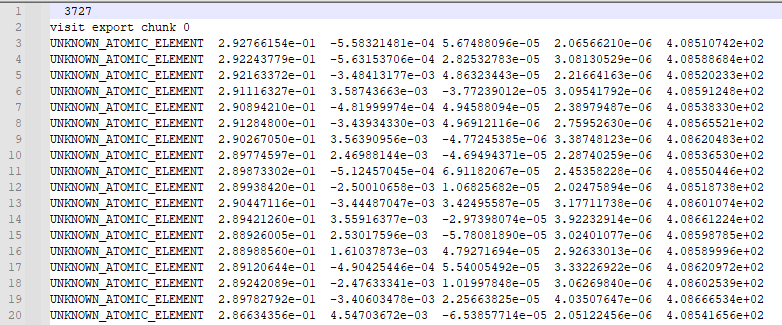 1 3727
2 visit export chunk 0
3 UNKNOWN_ATOMIC_ELEMENT 2.92766154e-01 -5.58321481e-04 5.67488096e-05 2.06566210e-06 4.08510742e+02
4 UNKNOWN_ATOMIC_ELEMENT 2.92243779e-01 -5.63153706e-04 2.82532783e-05 3.08130529e-06 4.08588684e+02
5 UNKNOWN_ATOMIC_ELEMENT 2.92163372e-01 -3.48413177e-03 4.86323443e-05 2.21664163e-06 4.08520233e+02
6 UNKNOWN_ATOMIC_ELEMENT 2.91116327e-01 3.58743663e-03 -3.77239012e-05 3.09541792e-06 4.08591248e+02
7 UNKNOWN_ATOMIC_ELEMENT 2.90894210e-01 -4.81999974e-04 4.94588094e-05 2.38979487e-06 4.08538330e+02
8 UNKNOWN_ATOMIC_ELEMENT 2.91284800e-01 -3.43934330e-03 4.96912116e-06 2.75952630e-06 4.08565521e+02
9 UNKNOWN_ATOMIC_ELEMENT 2.90267050e-01 3.56390956e-03 -4.77245385e-06 3.38748123e-06 4.08620483e+02
10 UNKNOWN_ATOMIC_ELEMENT 2.89774597e-01 2.46988144e-03 -4.69494371e-05 2.28740259e-06 4.08536530e+02
11 UNKNOWN_ATOMIC_ELEMENT 2.89873302e-01 -5.12457045e-04 6.91182067e-05 2.45358228e-06 4.08550446e+02
12 UNKNOWN_ATOMIC_ELEMENT 2.89938420e-01 -2.50010658e-03 1.06825682e-05 2.02475894e-06 4.08518738e+02
13 UNKNOWN_ATOMIC_ELEMENT 2.90447116e-01 -3.44487047e-03 3.42495587e-05 3.17711738e-06 4.08601074e+02
14 UNKNOWN_ATOMIC_ELEMENT 2.89421260e-01 3.55916377e-03 -2.97398074e-05 3.92232914e-06 4.08661224e+02
15 UNKNOWN_ATOMIC_ELEMENT 2.88926005e-01 2.53017596e-03 -5.78081890e-05 3.02401077e-06 4.08598785e+02
16 UNKNOWN_ATOMIC_ELEMENT 2.88988560e-01 1.61037873e-03 4.79271694e-05 2.92633013e-06 4.08589996e+02
17 UNKNOWN_ATOMIC_ELEMENT 2.89120644e-01 -4.90425446e-04 5.54005492e-05 3.33226922e-06 4.08620972e+02
18 UNKNOWN_ATOMIC_ELEMENT 2.89242089e-01 -2.47633341e-03 1.01997848e-05 3.06269840e-06 4.08602539e+02
19 UNKNOWN_ATOMIC_ELEMENT 2.89782792e-01 -3.40603478e-03 2.25663825e-05 4.03507647e-06 4.08666534e+02
20 UNKNOWN_ATOMIC_ELEMENT 2.86634356e-01 4.54703672e-03 -6.53857714e-05 2.05122456e-06 4.08541656e+02